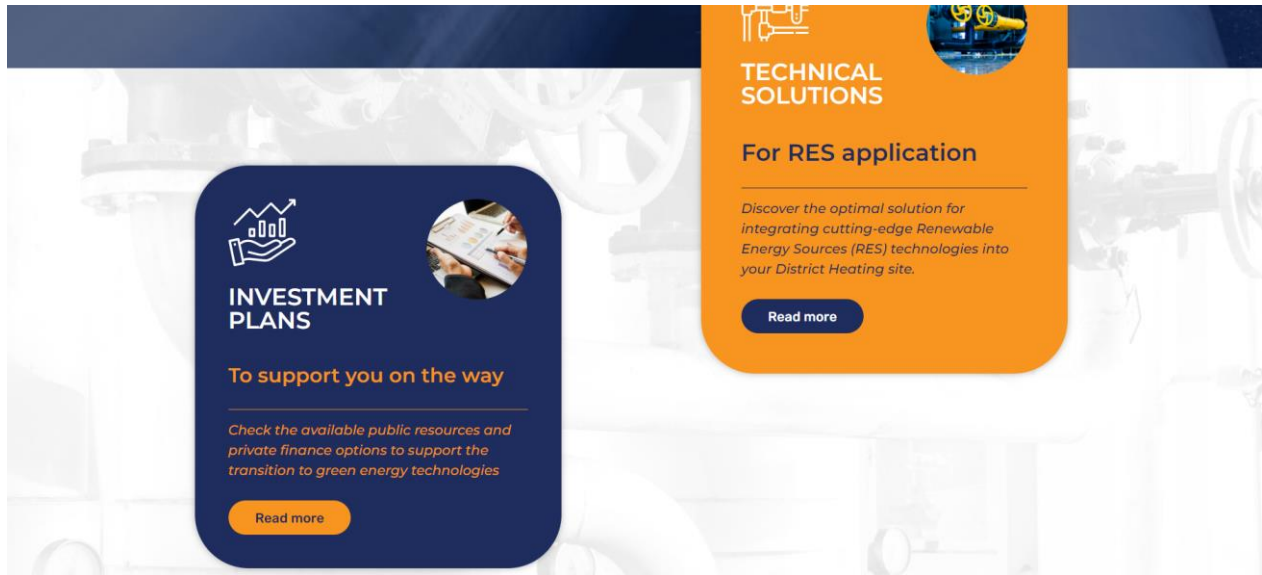 TECHNICAL
SOLUTIONS
For RES application
Discover the optimal solution for
integrating cutting-edge Renewable
Energy Sources (RES) technologies into
your District Heating site.
Read more
INVESTMENT
PLANS
To support you on the way
Check the available public resources and
private finance options to support the
transition to green energy technologies
Read more